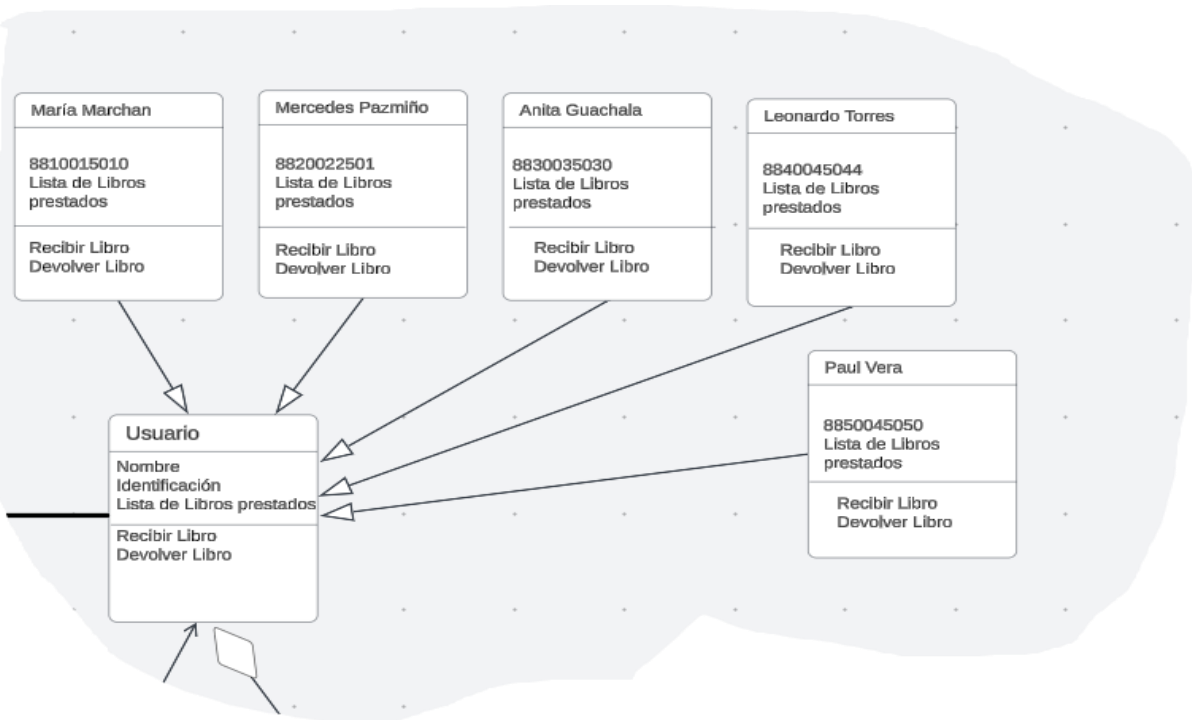 María Marchan
8810015010
Lista de Libros
prestados
Recibir Libro
Devolver Libro
Mercedes Pazmiño
8820022501
Lista de Libros
prestados
Recibir Libro
Devolver Libro
Anita Guachala
8830035030
Lista de Libros
prestados
Recibir Libro
Devolver Libro
Leonardo Torres
8840045044
Lista de Libros
prestados
Recibir Libro
Devolver Libro
Paul Vera
8850045050
Lista de Libros
prestados
Recibir Libro
Devolver Libro
Usuario
Nombre
Identificación
Lista de Libros prestados
Recibir Libro
Devolver Libro